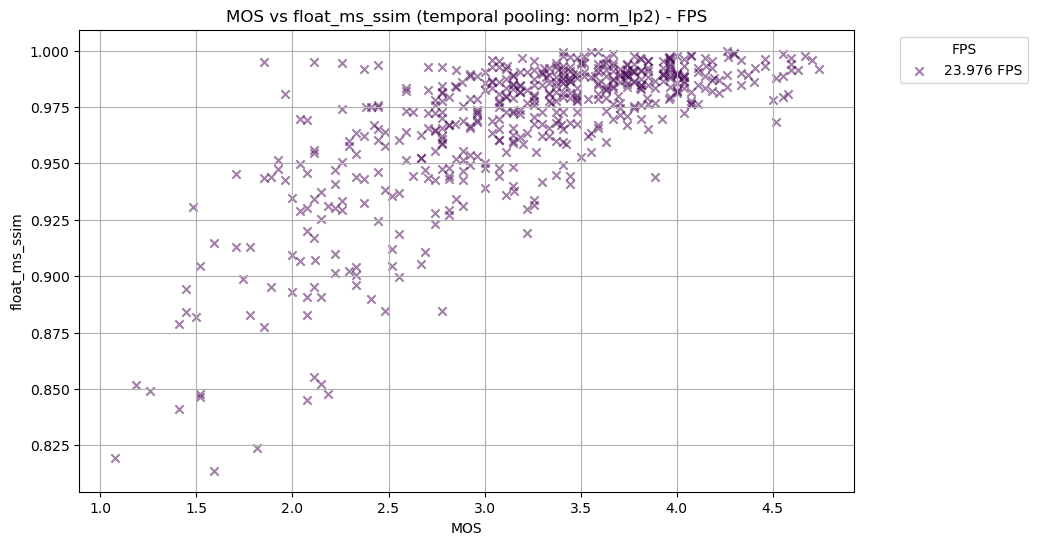 MOS vs float_ms_ssim (temporal pooling: norm_lp2) - FPS
FPS
23.976 FPS
float_ms_ssim
1.000
0.975
0.950
0.925
0.900
0.875
0.850
0.825
1.0 1.5 2.0 2.5 3.0 3.5 4.0 4.5
MOS